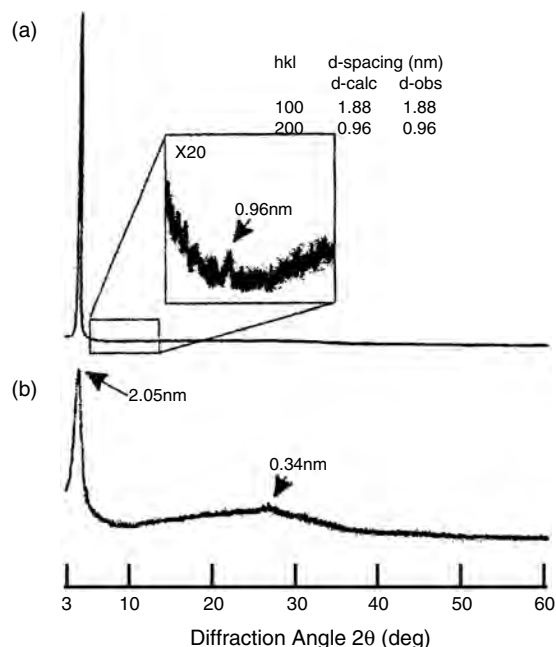 (a)
hkl d-spacing (nm)
d-calc d-obs
100 1.88 1.88
200 0.96 0.96
X20
0.96nm
(b)
2.05nm
0.34nm
3 10 20 30 40 50 60
Diffraction Angle 2θ (deg)